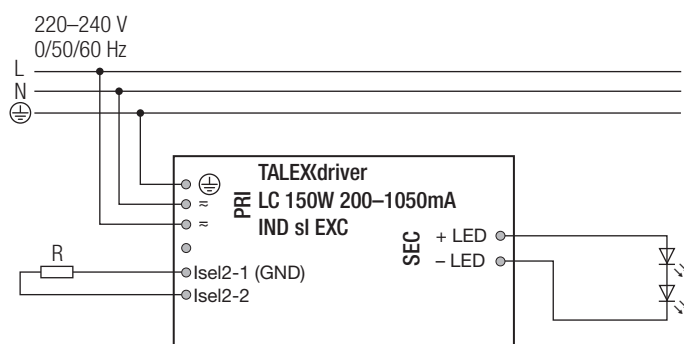 220–240 V
0/50/60 Hz
L
N
TALEXXdriver
LC 150W 200–1050mA
IND sl EXC
PRI
≂
≂
SEC
+ LED
– LED
R
Isel2-1 (GND)
Isel2-2